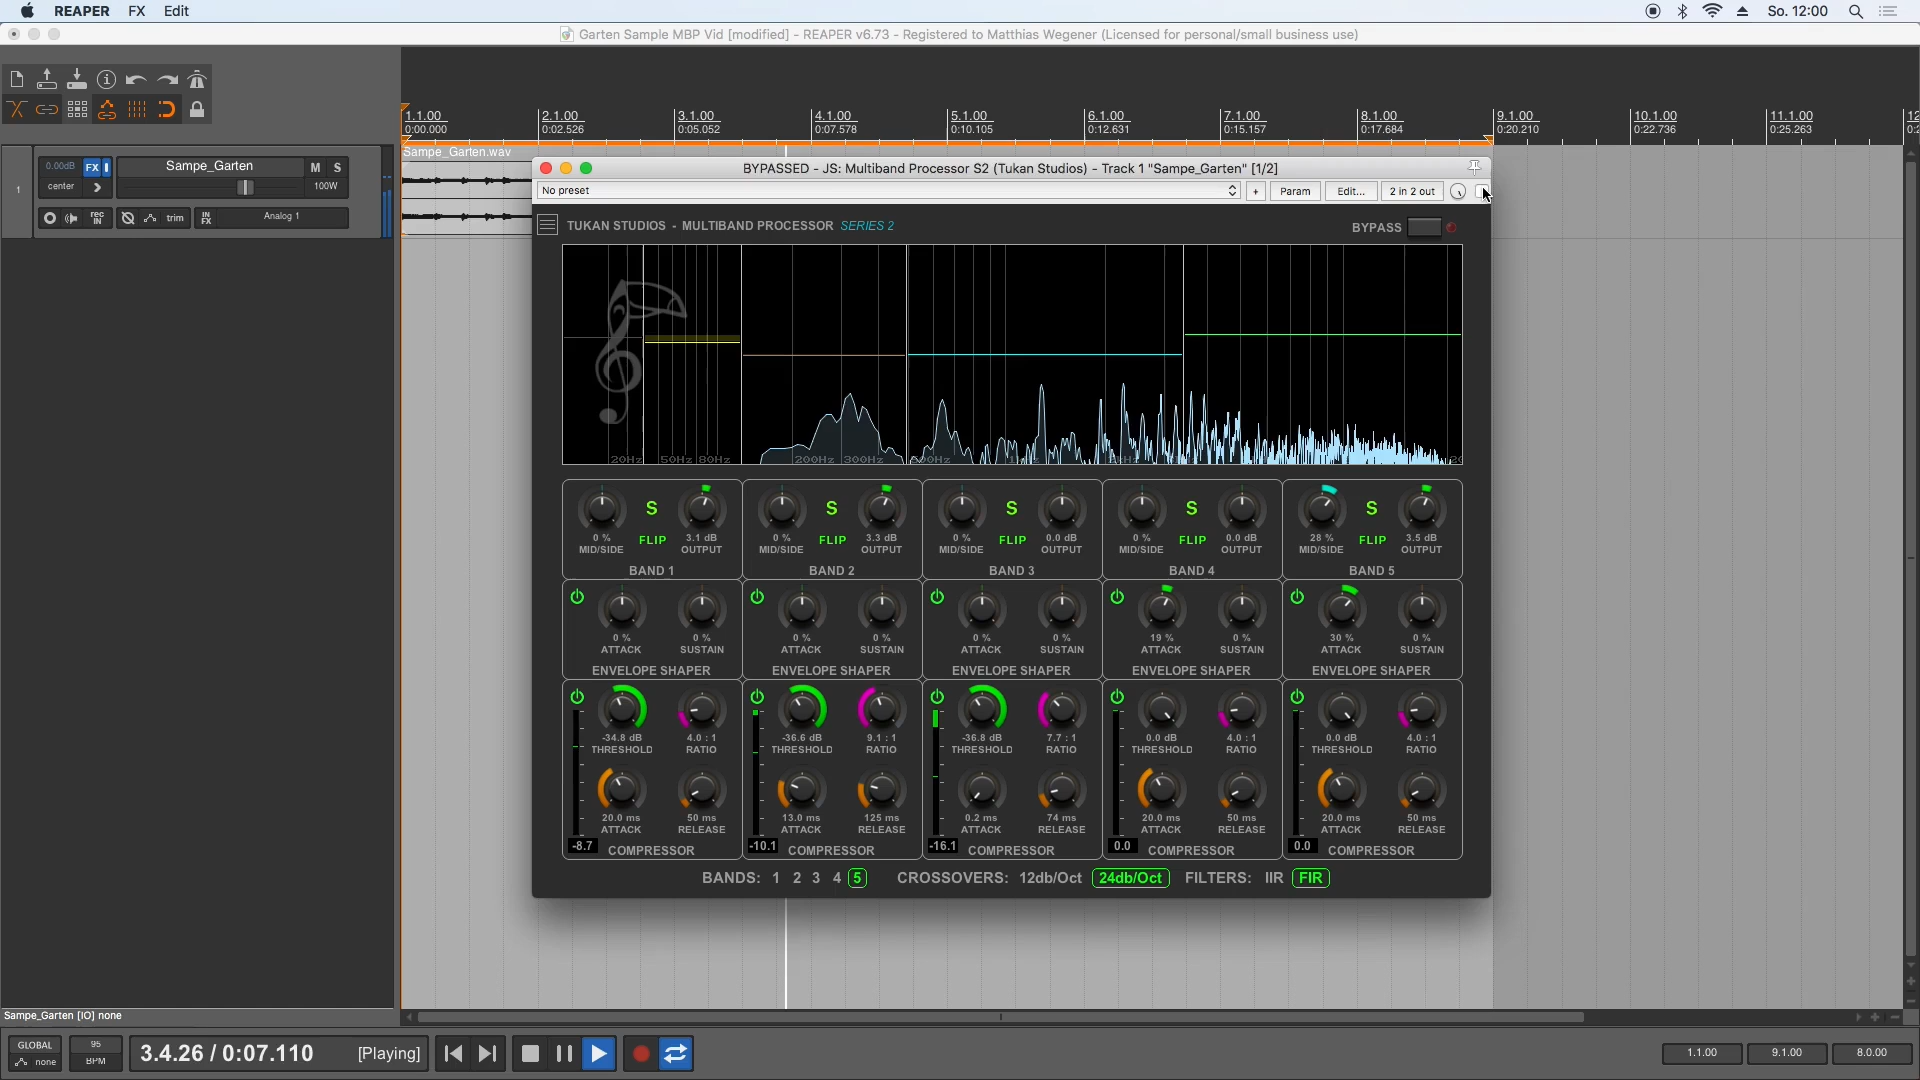 REAPER FX Edit So. 12:00
Garten Sample MBP Vid [modified] - REAPER v6.73 - Registered to Matthias Wegener (Licensed for personal/small business use)
1.1.00 2.1.00 3.1.00 4.1.00 5.1.00 6.1.00 7.1.00 8.1.00 9.1.00 10.1.00 11.1.00
0:00.000 0:02.526 0:05.052 0:07.578 0:10.105 0:12.631 0:15.157 0:17.684 0:20.210 0:22.736 0:25.263
Sampe_Garten.wav
1
0.00dB FX Sampe_Garten M S
center 100W
rec IN trim IN FX Analog 1
BYPASSED - JS: Multiband Processor S2 (Tukan Studios) - Track 1 "Sampe_Garten" [1/2]
No preset + Param Edit... 2 in 2 out
TUKAN STUDIOS - MULTIBAND PROCESSOR SERIES 2 BYPASS
20Hz 50Hz 80Hz 200Hz 300Hz
S S S S S
0 % FLIP 3.1 dB 0 % FLIP 3.3 dB 0 % FLIP 0.0 dB 0 % FLIP 0.0 dB 28 % FLIP 3.5 dB
MID/SIDE OUTPUT MID/SIDE OUTPUT MID/SIDE OUTPUT MID/SIDE OUTPUT MID/SIDE OUTPUT
BAND 1 BAND 2 BAND 3 BAND 4 BAND 5
0 % 0 % 0 % 0 % 0 % 0 % 19 % 0 % 30 % 0 %
ATTACK SUSTAIN ATTACK SUSTAIN ATTACK SUSTAIN ATTACK SUSTAIN ATTACK SUSTAIN
ENVELOPE SHAPER ENVELOPE SHAPER ENVELOPE SHAPER ENVELOPE SHAPER ENVELOPE SHAPER
-34.8 dB 4.0 : 1 -36.6 dB 9.1 : 1 -36.8 dB 7.7 : 1 0.0 dB 4.0 : 1 0.0 dB 4.0 : 1
THRESHOLD RATIO THRESHOLD RATIO THRESHOLD RATIO THRESHOLD RATIO THRESHOLD RATIO
20.0 ms 50 ms 13.0 ms 125 ms 0.2 ms 74 ms 20.0 ms 50 ms 20.0 ms 50 ms
ATTACK RELEASE ATTACK RELEASE ATTACK RELEASE ATTACK RELEASE ATTACK RELEASE
-8.7 COMPRESSOR -10.1 COMPRESSOR -16.1 COMPRESSOR 0.0 COMPRESSOR 0.0 COMPRESSOR
BANDS: 1 2 3 4 5 CROSSOVERS: 12db/Oct 24db/Oct FILTERS: IIR FIR
Sampe_Garten [IO] none
GLOBAL 95 3.4.26 / 0:07.110 [Playing] 1.1.00 9.1.00 8.0.00
none BPM